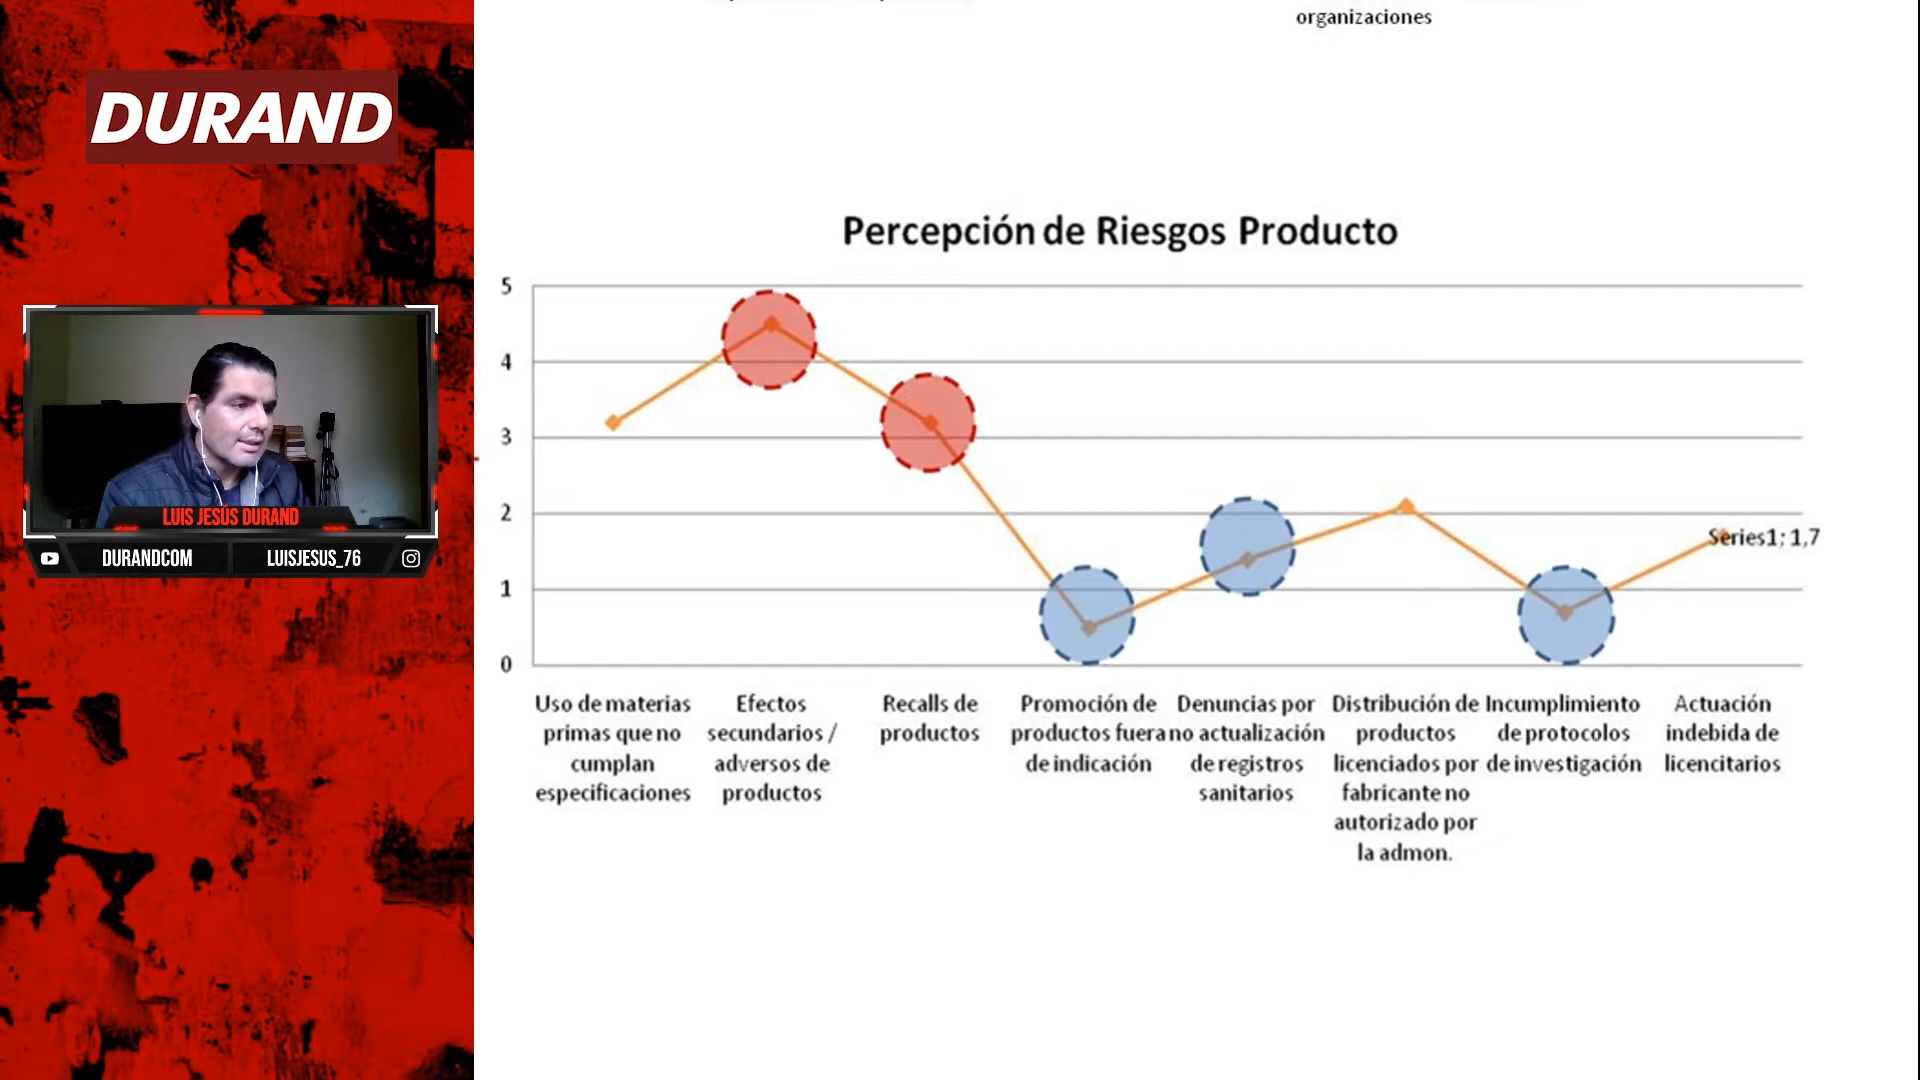 organizaciones
DURAND
LUIS JESÚS DURAND
DURANDCOM
LUISJESUS_76
Percepción de Riesgos Producto
5
4
3
2
1
0
Series1; 1,7
Uso de materias
primas que no
cumplan
especificaciones
Efectos
secundarios /
adversos de
productos
Recalls de
productos
Promoción de
productos fuera
de indicación
Denuncias por
no actualización
de registros
sanitarios
Distribución de
productos
licenciados por
fabricante no
autorizado por
la admon.
Incumplimiento
de protocolos
de investigación
Actuación
indebida de
licencitarios